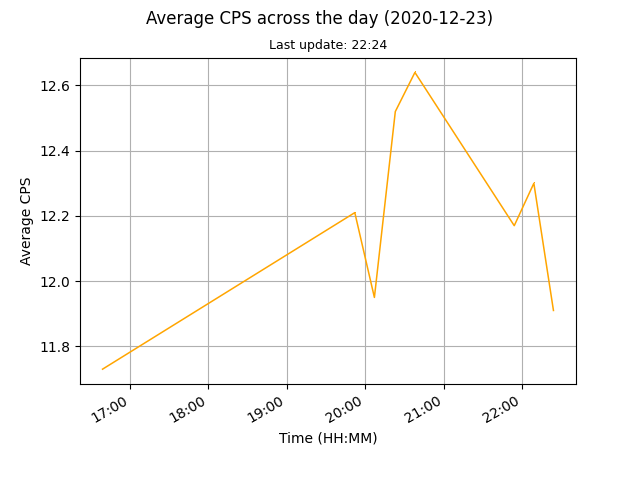 Average CPS across the day (2020-12-23)
Last update: 22:24
12.6
12.4
12.2
12.0
11.8
Average CPS
17:00
18:00
19:00
20:00
21:00
22:00
Time (HH:MM)